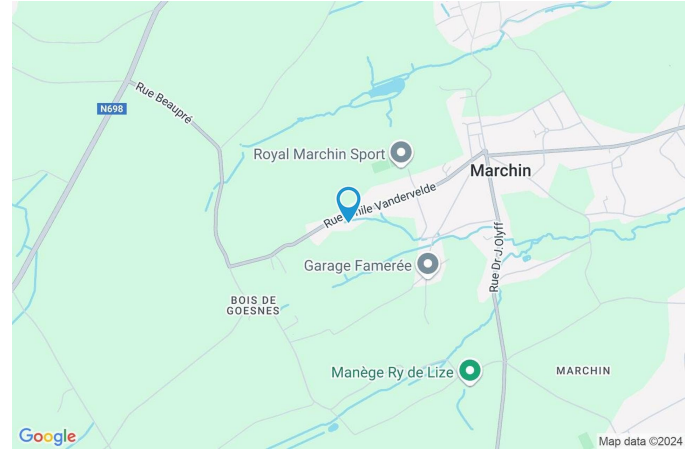 Rue Beaupré
N698
Royal Marchin Sport
Marchin
Rue Emile Vandervelde
Garage Famerée
Rue Dr J.Olyff
BOIS DE
GOESNES
Manège Ry de Lize
MARCHIN
Google
Map data ©2024